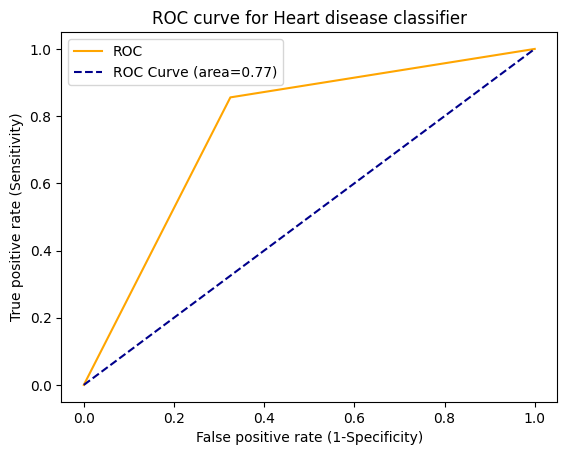 ROC curve for Heart disease classifier
ROC
ROC Curve (area=0.77)
1.0
0.8
0.6
0.4
0.2
0.0
True positive rate (Sensitivity)
0.0 0.2 0.4 0.6 0.8 1.0
False positive rate (1-Specificity)